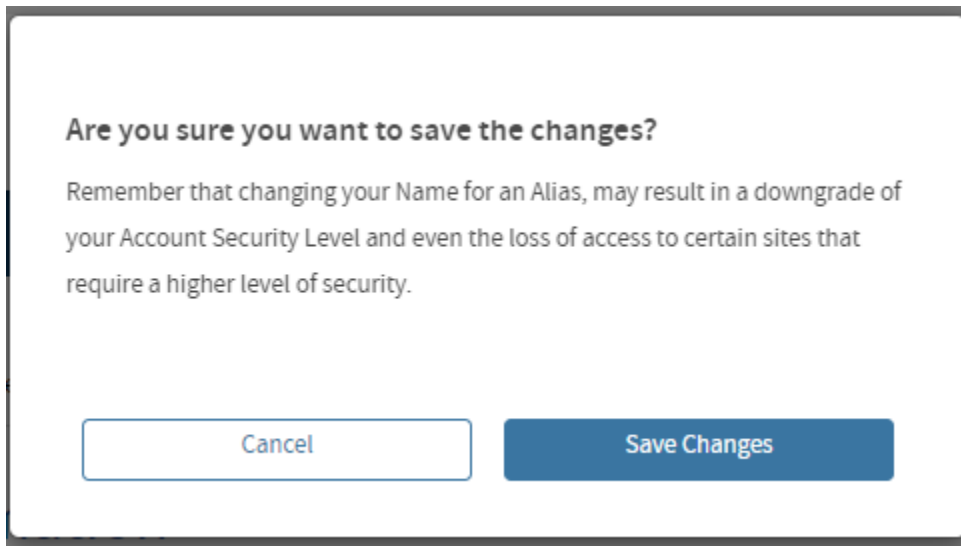 Are you sure you want to save the changes?
Remember that changing your Name for an Alias, may result in a downgrade of
your Account Security Level and even the loss of access to certain sites that
require a higher level of security.
Cancel
Save Changes